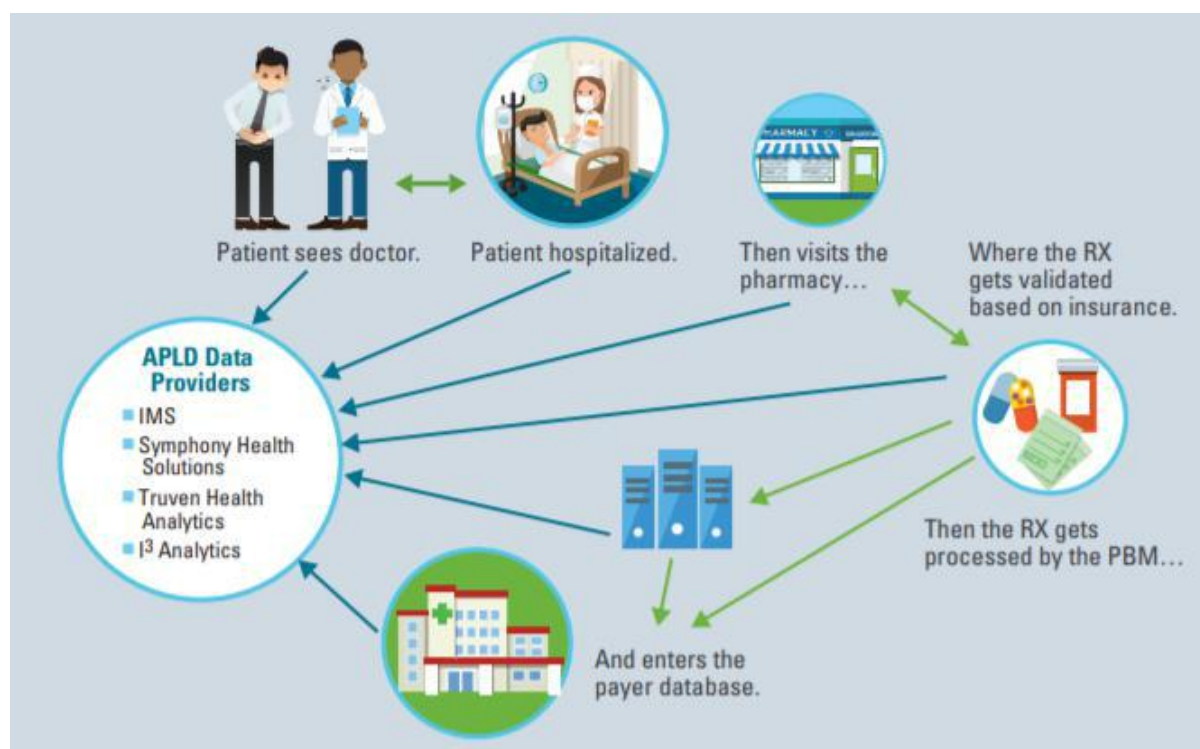 PHARMACY
Patient sees doctor.
Patient hospitalized.
Then visits the
pharmacy…
Where the RX
gets validated
based on insurance.
APLD Data
Providers
IMS
Symphony Health
Solutions
Truven Health
Analytics
I³ Analytics
Then the RX gets
processed by the PBM…
And enters the
payer database.